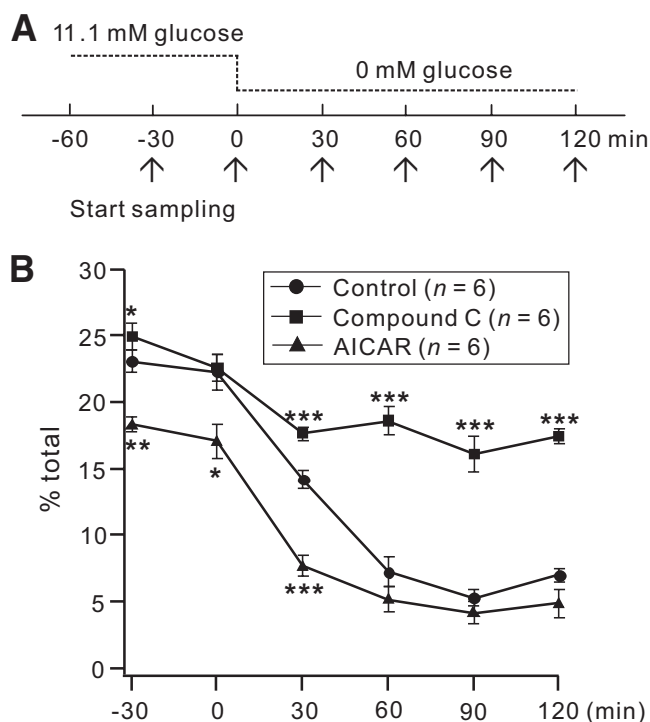 A
11.1 mM glucose
0 mM glucose
-60 -30 0 30 60 90 120 min
Start sampling
B
30
25
20
15
10
5
0
% total
Control (n = 6)
Compound C (n = 6)
AICAR (n = 6)
*
***
***
***
***
**
*
***
-30 0 30 60 90 120 (min)